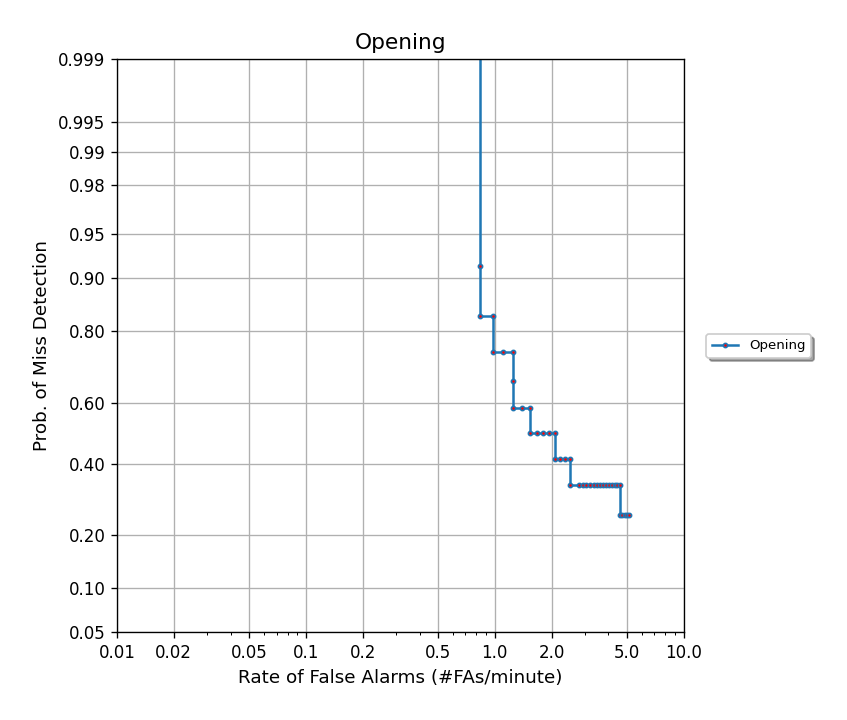 Opening
0.999
0.995
0.99
0.98
0.95
0.90
0.80
0.60
0.40
0.20
0.10
0.05
Prob. of Miss Detection
0.01 0.02 0.05 0.1 0.2 0.5 1.0 2.0 5.0 10.0
Rate of False Alarms (#FAs/minute)
Opening